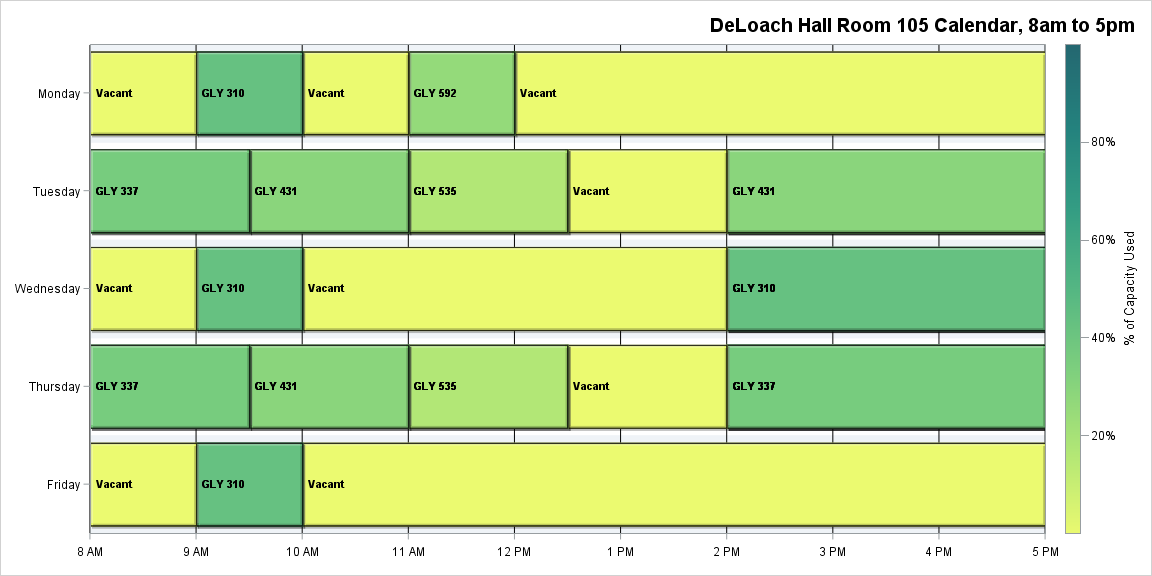 DeLoach Hall Room 105 Calendar, 8am to 5pm
Monday
Vacant
GLY 310
Vacant
GLY 592
Vacant
Tuesday
GLY 337
GLY 431
GLY 535
Vacant
GLY 431
Wednesday
Vacant
GLY 310
Vacant
GLY 310
Thursday
GLY 337
GLY 431
GLY 535
Vacant
GLY 337
Friday
Vacant
GLY 310
Vacant
8 AM
9 AM
10 AM
11 AM
12 PM
1 PM
2 PM
3 PM
4 PM
5 PM
80%
60%
40%
20%
% of Capacity Used